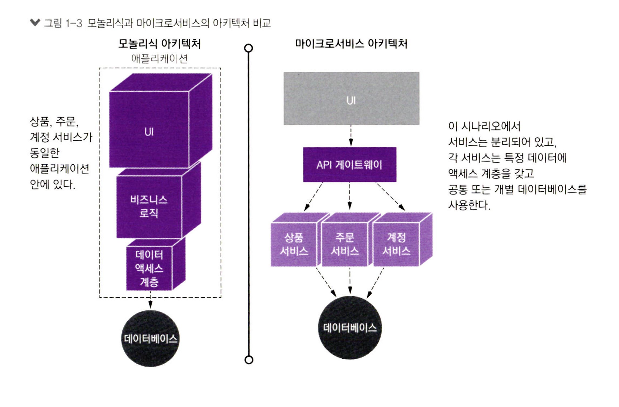 그림 1-3 모놀리식과 마이크로서비스의 아키텍처 비교
모놀리식 아키텍처
애플리케이션
상품, 주문,
계정 서비스가
동일한
애플리케이션
안에 있다.
UI
비즈니스
로직
데이터
액세스
계층
데이터베이스
마이크로서비스 아키텍처
UI
API 게이트웨이
상품
서비스
주문
서비스
계정
서비스
데이터베이스
이 시나리오에서
서비스는 분리되어 있고,
각 서비스는 특정 데이터에
액세스 계층을 갖고
공통 또는 개별 데이터베이스를
사용한다.